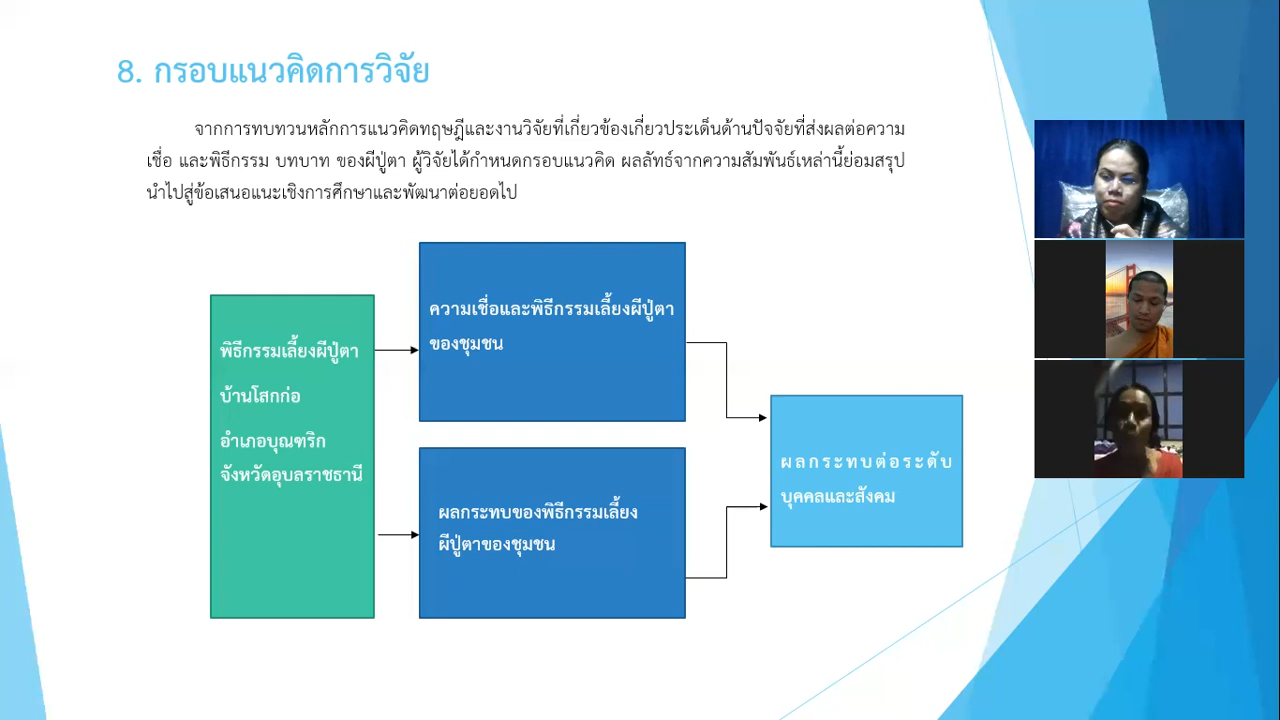 8. กรอบแนวคิดการวิจัย
จากการทบทวนหลักการแนวคิดทฤษฎีและงานวิจัยที่เกี่ยวข้องเกี่ยวประเด็นด้านปัจจัยที่ส่งผลต่อความ
เชื่อ และพิธีกรรม บทบาท ของผีปู่ตา ผู้วิจัยได้กำหนดกรอบแนวคิด ผลลัทธ์จากความสัมพันธ์เหล่านี้ย่อมสรุป
นำไปสู่ข้อเสนอแนะเชิงการศึกษาและพัฒนาต่อยอดไป
พิธีกรรมเลี้ยงผีปู่ตา
บ้านโสกก่อ
อำเภอบุณฑริก
จังหวัดอุบลราชธานี
ความเชื่อและพิธีกรรมเลี้ยงผีปู่ตา
ของชุมชน
ผลกระทบของพิธีกรรมเลี้ยง
ผีปู่ตาของชุมชน
ผลกระทบต่อระดับ
บุคคลและสังคม